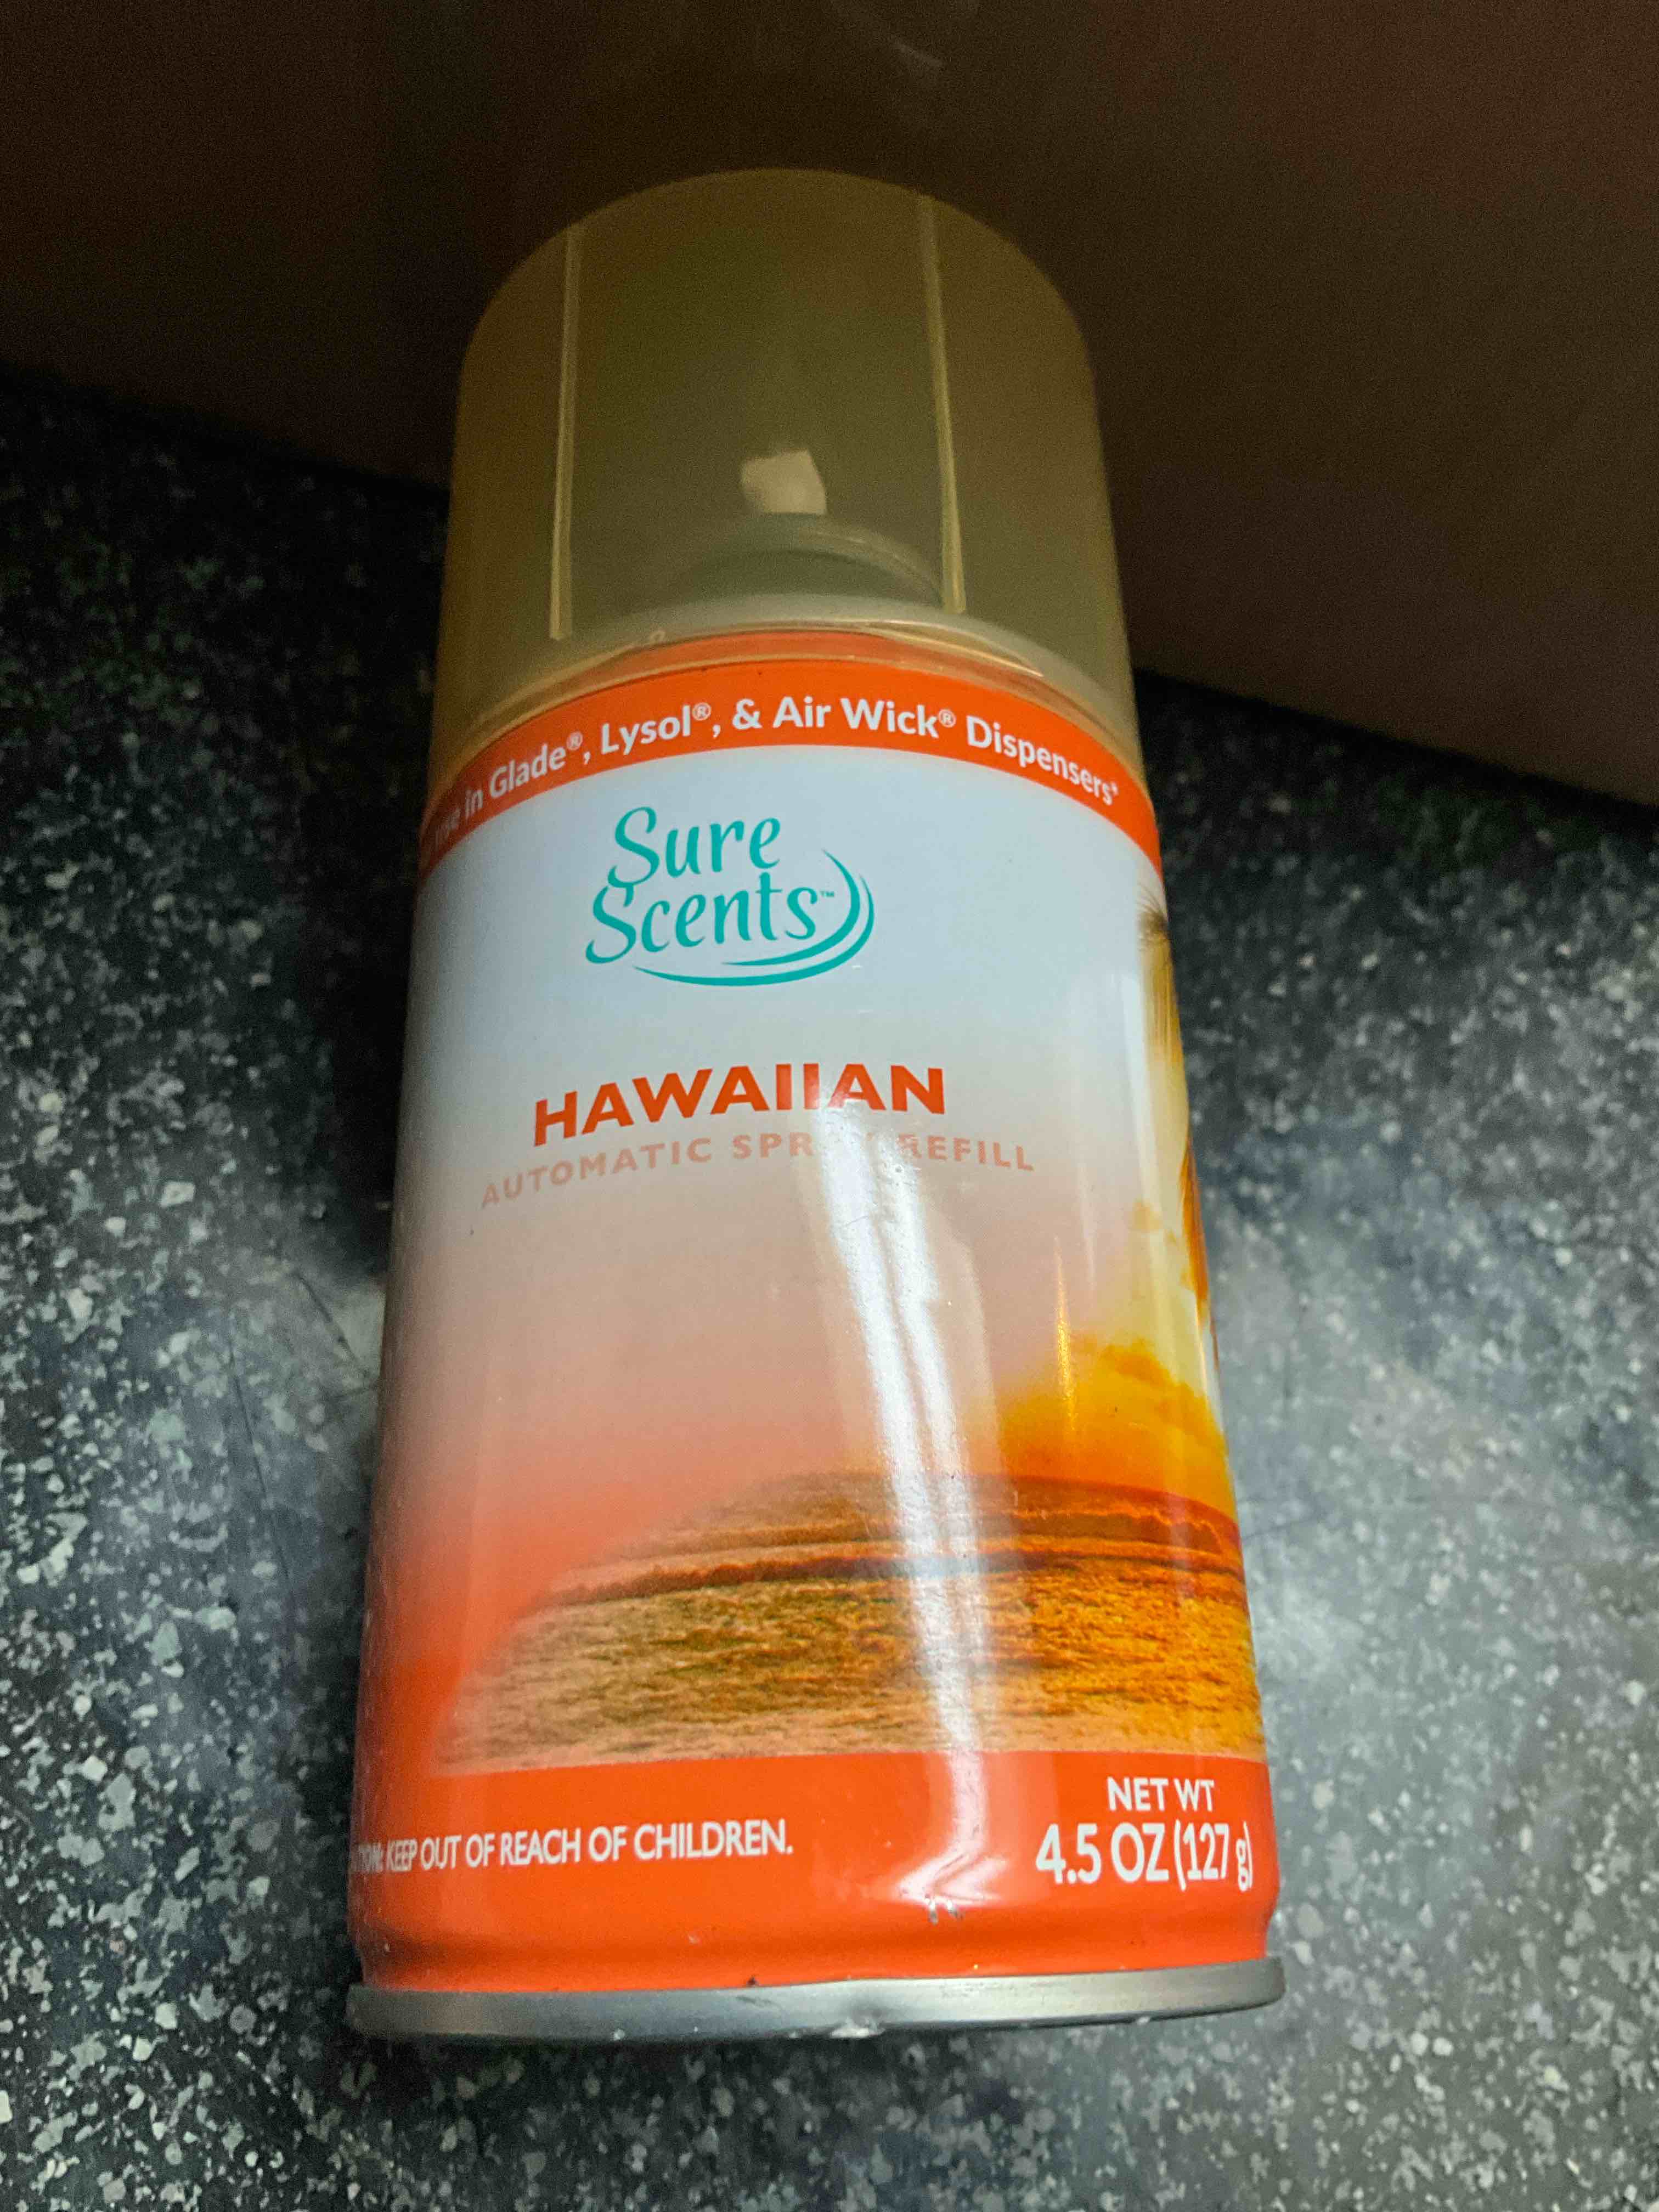 in Glade®, Lysol®, & Air Wick® Dispensers*
Sure
Scents™
HAWAIIAN
AUTOMATIC SPRAY REFILL
KEEP OUT OF REACH OF CHILDREN.
NET WT
4.5 OZ (127 g)